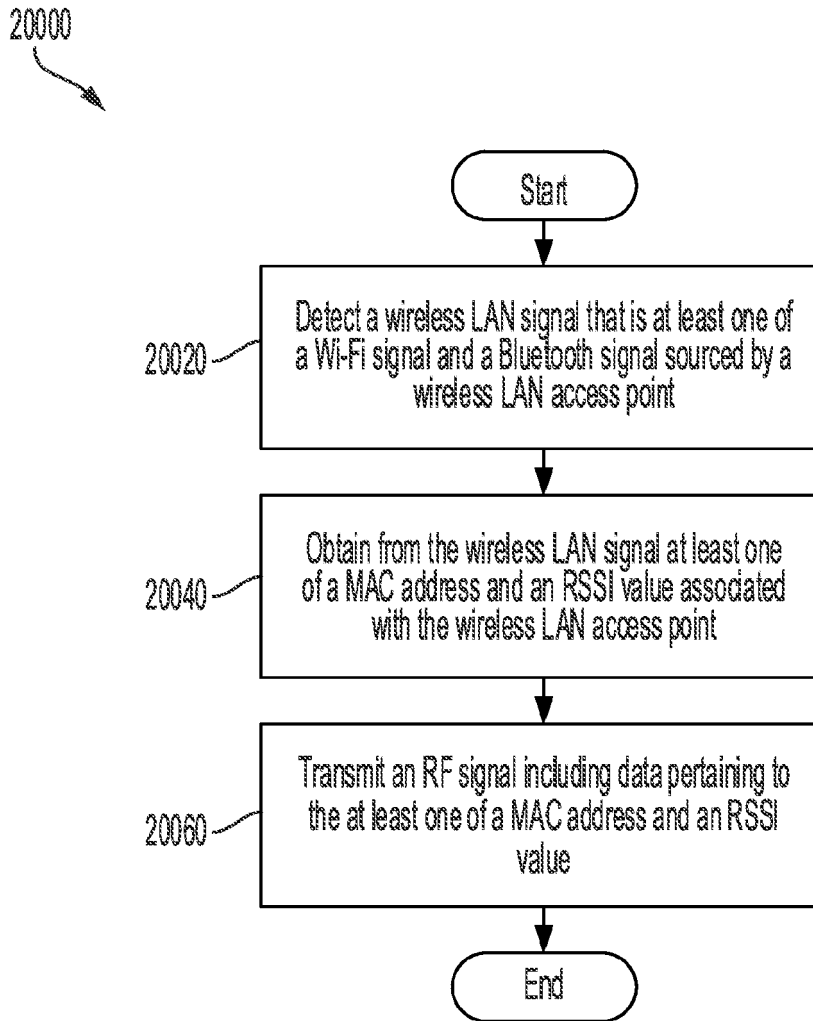 20000
Start
20020
Detect a wireless LAN signal that is at least one of
a Wi-Fi signal and a Bluetooth signal sourced by a
wireless LAN access point
20040
Obtain from the wireless LAN signal at least one
of a MAC address and an RSSI value associated
with the wireless LAN access point
20060
Transmit an RF signal including data pertaining to
the at least one of a MAC address and an RSSI
value
End